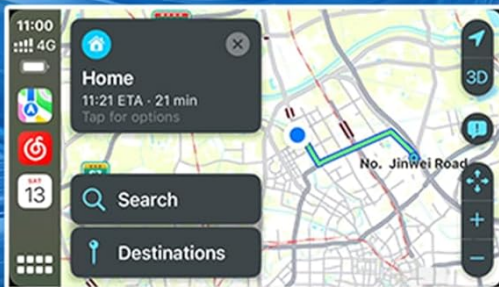 11:00
4G
Home
11:21 ETA · 21 min
Tap for options
Search
Destinations
SAT
13
3D
No. Jinwei Road